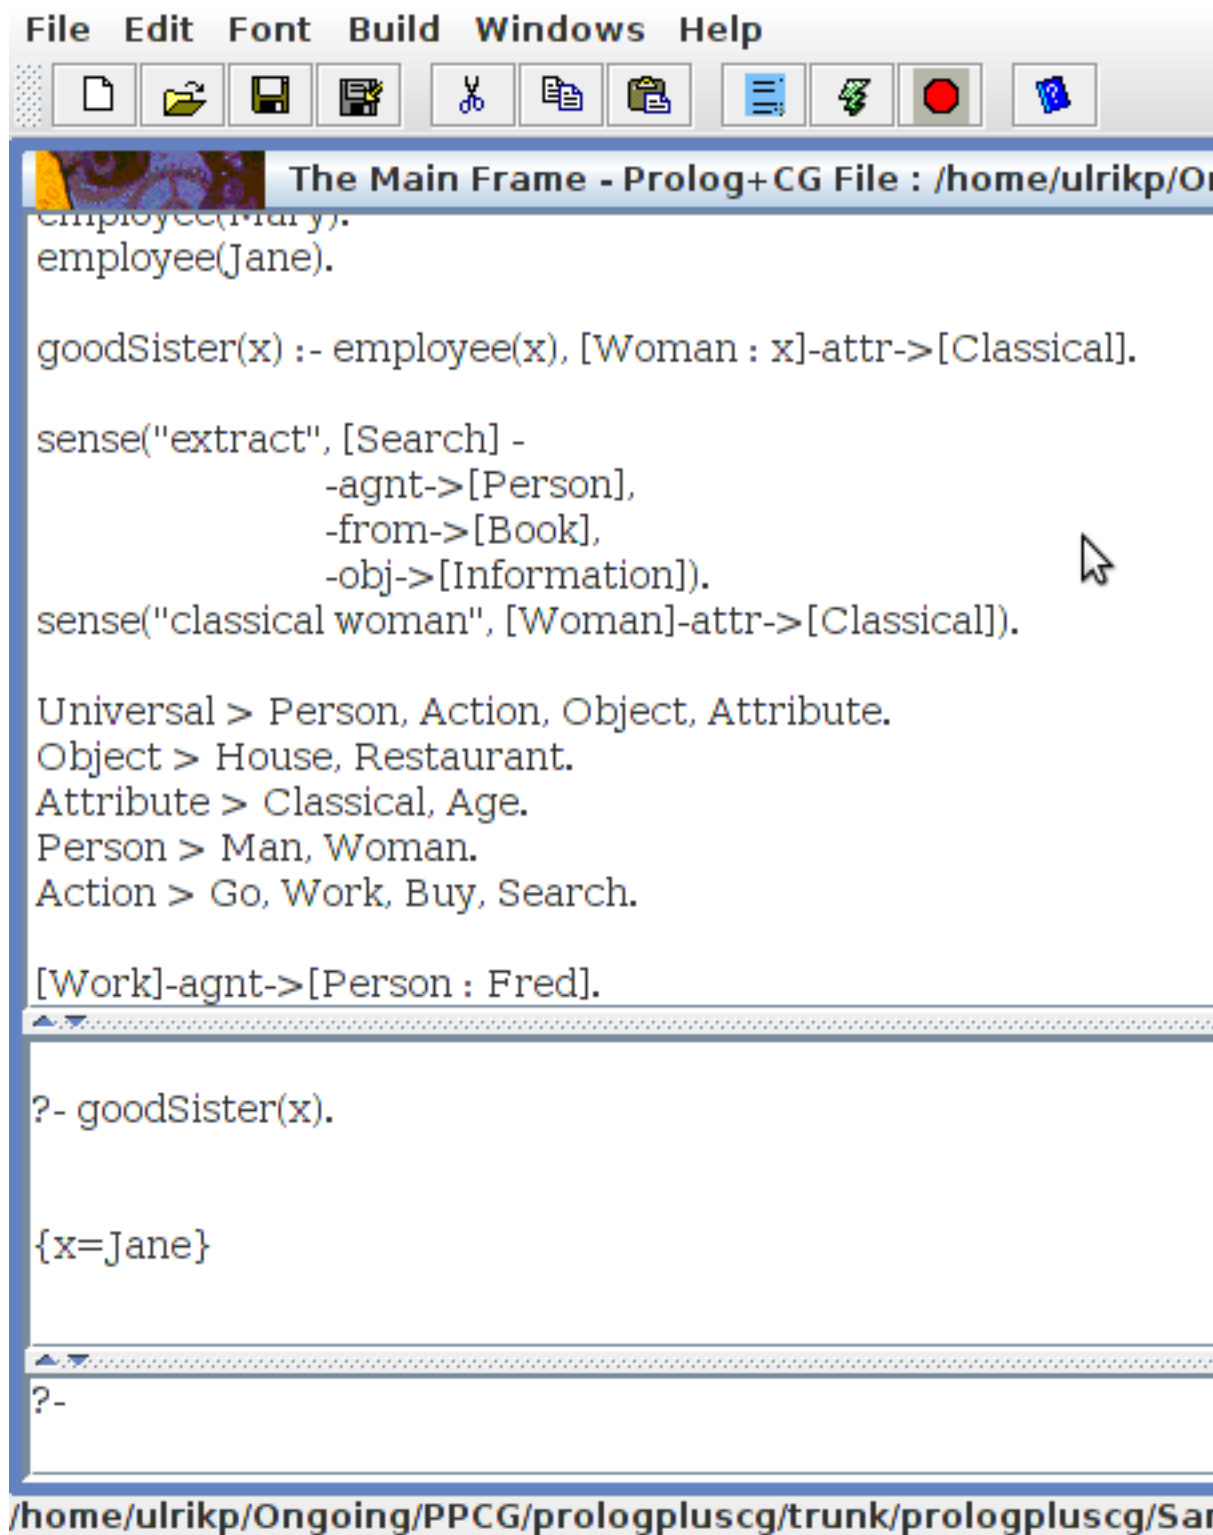 File Edit Font Build Windows Help
The Main Frame - Prolog+CG File : /home/ulrikp/
employee(Mary).
employee(Jane).
goodSister(x) :- employee(x), [Woman : x]-attr->[Classical].
sense("extract", [Search] -
-agnt->[Person],
-from->[Book],
-obj->[Information]).
sense("classical woman", [Woman]-attr->[Classical]).
Universal > Person, Action, Object, Attribute.
Object > House, Restaurant.
Attribute > Classical, Age.
Person > Man, Woman.
Action > Go, Work, Buy, Search.
[Work]-agnt->[Person : Fred].
?- goodSister(x).
{x=Jane}
?-
/home/ulrikp/Ongoing/PPCG/prologpluscg/trunk/prologpluscg/